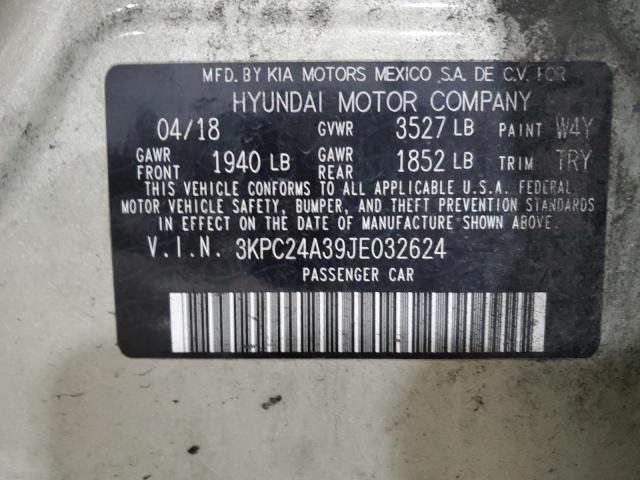 MFD. BY KIA MOTORS MEXICO S.A. DE C.V. FOR
HYUNDAI MOTOR COMPANY
04/18 GVWR 3527 LB PAINT W4Y
GAWR FRONT 1940 LB GAWR REAR 1852 LB TRIM TRY
THIS VEHICLE CONFORMS TO ALL APPLICABLE U.S.A. FEDERAL
MOTOR VEHICLE SAFETY, BUMPER, AND THEFT PREVENTION STANDARDS
IN EFFECT ON THE DATE OF MANUFACTURE SHOWN ABOVE.
V.I.N. 3KPC24A39JE032624
PASSENGER CAR